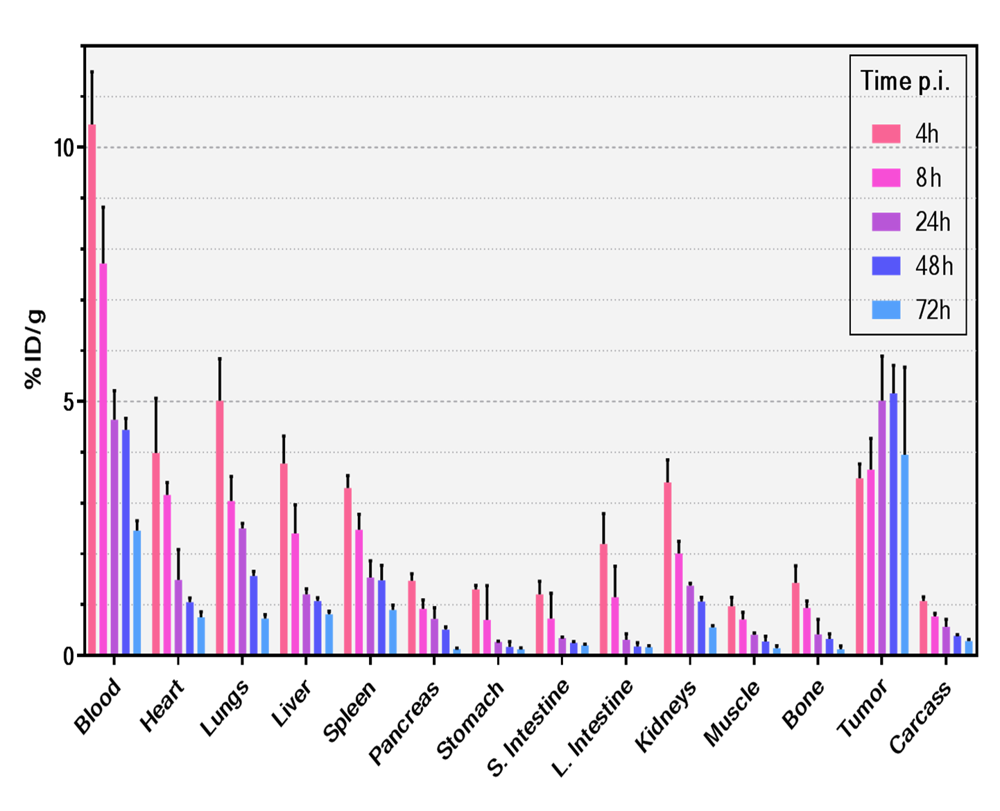 Time p.i.
4h
8h
24h
48h
72h
% ID/g
10
5
0
Blood
Heart
Lungs
Liver
Spleen
Pancreas
Stomach
S. Intestine
L. Intestine
Kidneys
Muscle
Bone
Tumor
Carcass